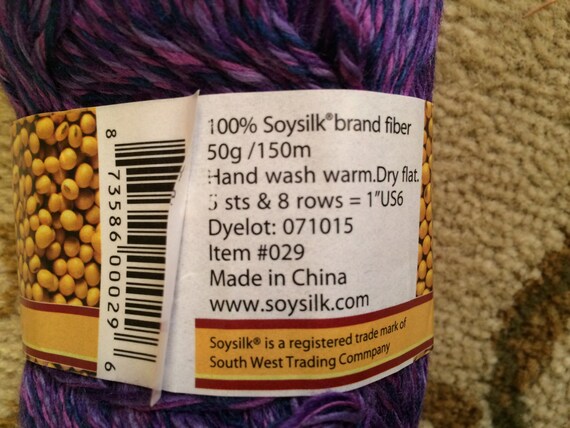 100% Soysilk® brand fiber
50g /150m
Hand wash warm.Dry flat.
5 sts & 8 rows = 1"US6
Dyelot: 071015
Item #029
Made in China
www.soysilk.com
Soysilk® is a registered trade mark of
South West Trading Commpany
8 73586 00029 6